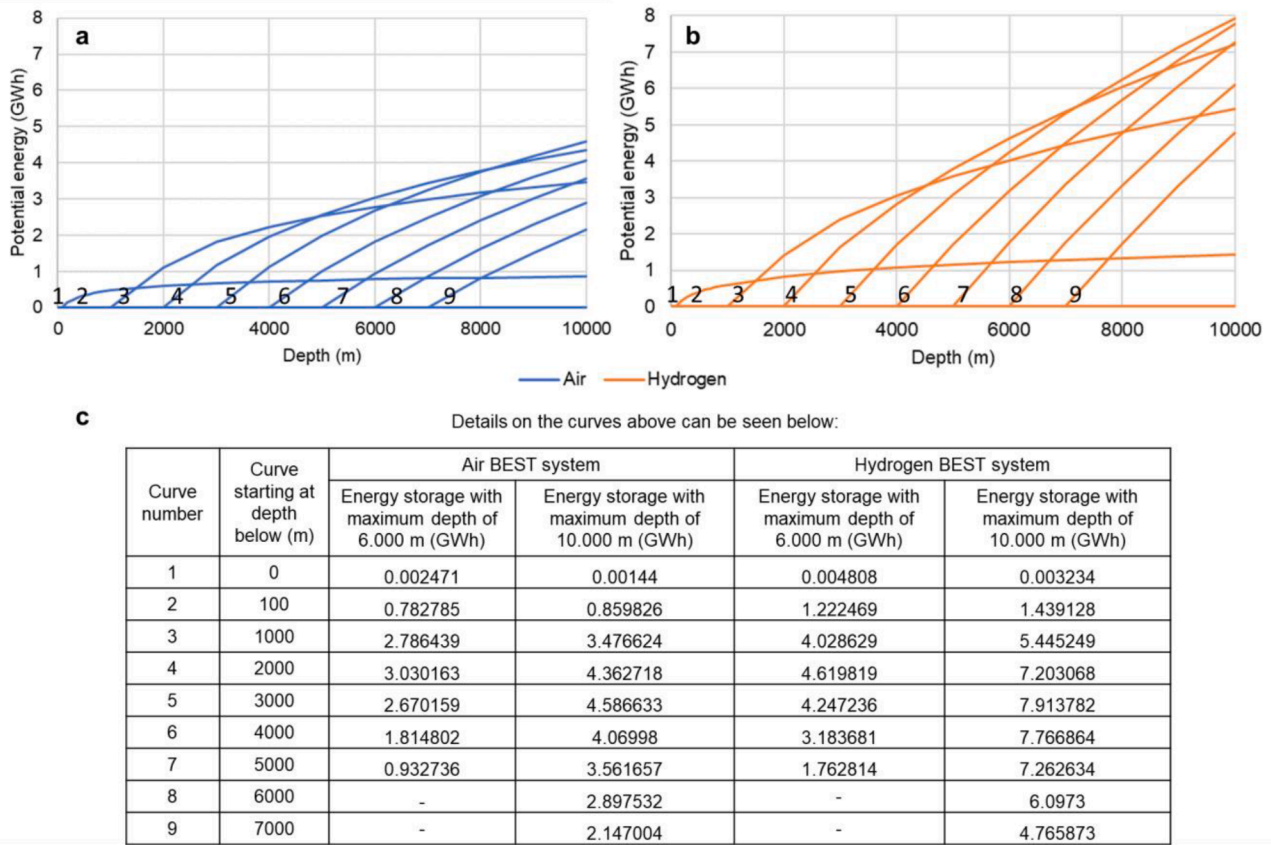 a
8
7
6
5
4
3
2
1
0
Potential energy (GWh)
1 2 3 4 5 6 7 8 9
0 2000 4000 6000 8000 10000
Depth (m)
b
8
7
6
5
4
3
2
1
0
Potential energy (GWh)
1 2 3 4 5 6 7 8 9
0 2000 4000 6000 8000 10000
Depth (m)
Air Hydrogen
c
Details on the curves above can be seen below:
Curve
number
Curve
starting at
depth
below (m)
Air BEST system
Hydrogen BEST system
Energy storage with
maximum depth of
6.000 m (GWh)
Energy storage with
maximum depth of
10.000 m (GWh)
Energy storage with
maximum depth of
6.000 m (GWh)
Energy storage with
maximum depth of
10.000 m (GWh)
1 0 0.002471 0.00144 0.004808 0.003234
2 100 0.782785 0.859826 1.222469 1.439128
3 1000 2.786439 3.476624 4.028629 5.445249
4 2000 3.030163 4.362718 4.619819 7.203068
5 3000 2.670159 4.586633 4.247236 7.913782
6 4000 1.814802 4.06998 3.183681 7.766864
7 5000 0.932736 3.561657 1.762814 7.262634
8 6000 - 2.897532 - 6.0973
9 7000 - 2.147004 - 4.765873